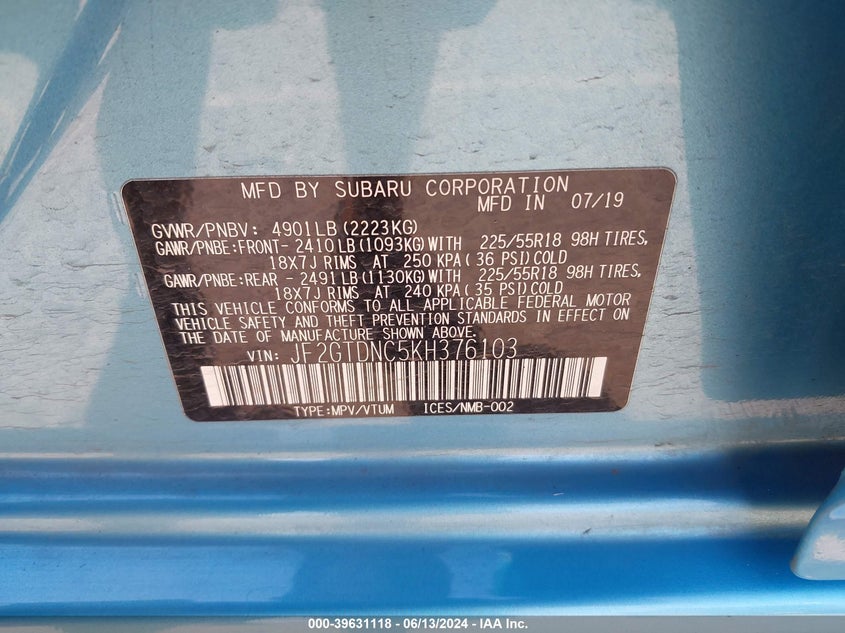 MFD BY SUBARU CORPORATION
MFD IN 07/19
GVWR/PNBV: 4901LB(2223KG)
GAWR/PNBE:FRONT- 2410LB(1093KG)WITH 225/55R18 98H TIRES,
18X7J RIMS AT 250 KPA(36 PSI)COLD
GAWR/PNBE:REAR - 2491LB(1130KG)WITH 225/55R18 98H TIRES,
18X7J RIMS AT 240 KPA(35 PSI)COLD
THIS VEHICLE CONFORMS TO ALL APPLICABLE FEDERAL MOTOR
VEHICLE SAFETY AND THEFT PREVENTION STANDARDS IN EFFECT ON
THE DATE OF MANUFACTURE SHOWN ABOVE.
VIN: JF2GTDNC5KH376103
TYPE:MPV/VTUM ICES/NMB-002
000-39631118 - 06/13/2024 - IAA Inc.